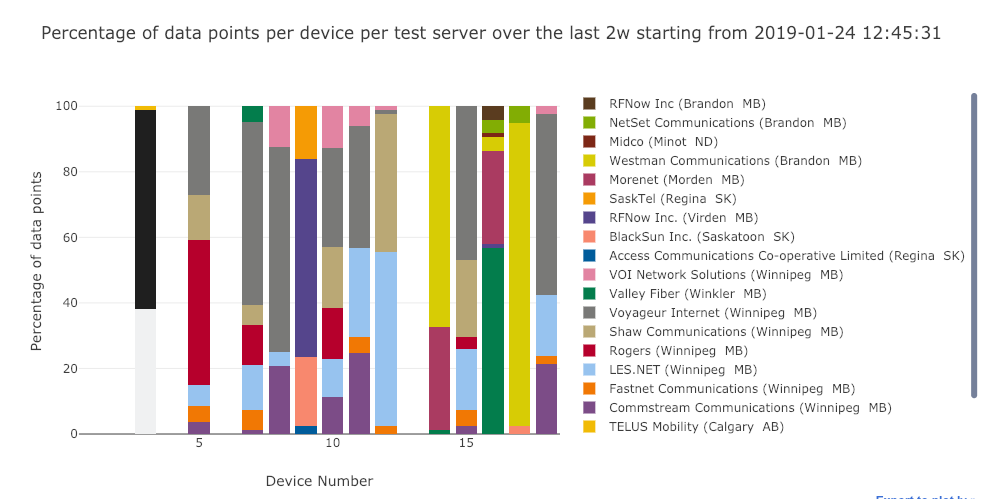 Percentage of data points per device per test server over the last 2w starting from 2019-01-24 12:45:31
Percentage of data points
100
80
60
40
20
0
5
10
15
Device Number
RFNow Inc (Brandon  MB)
NetSet Communications (Brandon  MB)
Midco (Minot  ND)
Westman Communications (Brandon  MB)
Morenet (Morden  MB)
SaskTel (Regina  SK)
RFNow Inc. (Virden  MB)
BlackSun Inc. (Saskatoon  SK)
Access Communications Co-operative Limited (Regina  SK)
VOI Network Solutions (Winnipeg  MB)
Valley Fiber (Winkler  MB)
Voyageur Internet (Winnipeg  MB)
Shaw Communications (Winnipeg  MB)
Rogers (Winnipeg  MB)
LES.NET (Winnipeg  MB)
Fastnet Communications (Winnipeg  MB)
Commstream Communications (Winnipeg  MB)
TELUS Mobility (Calgary  AB)